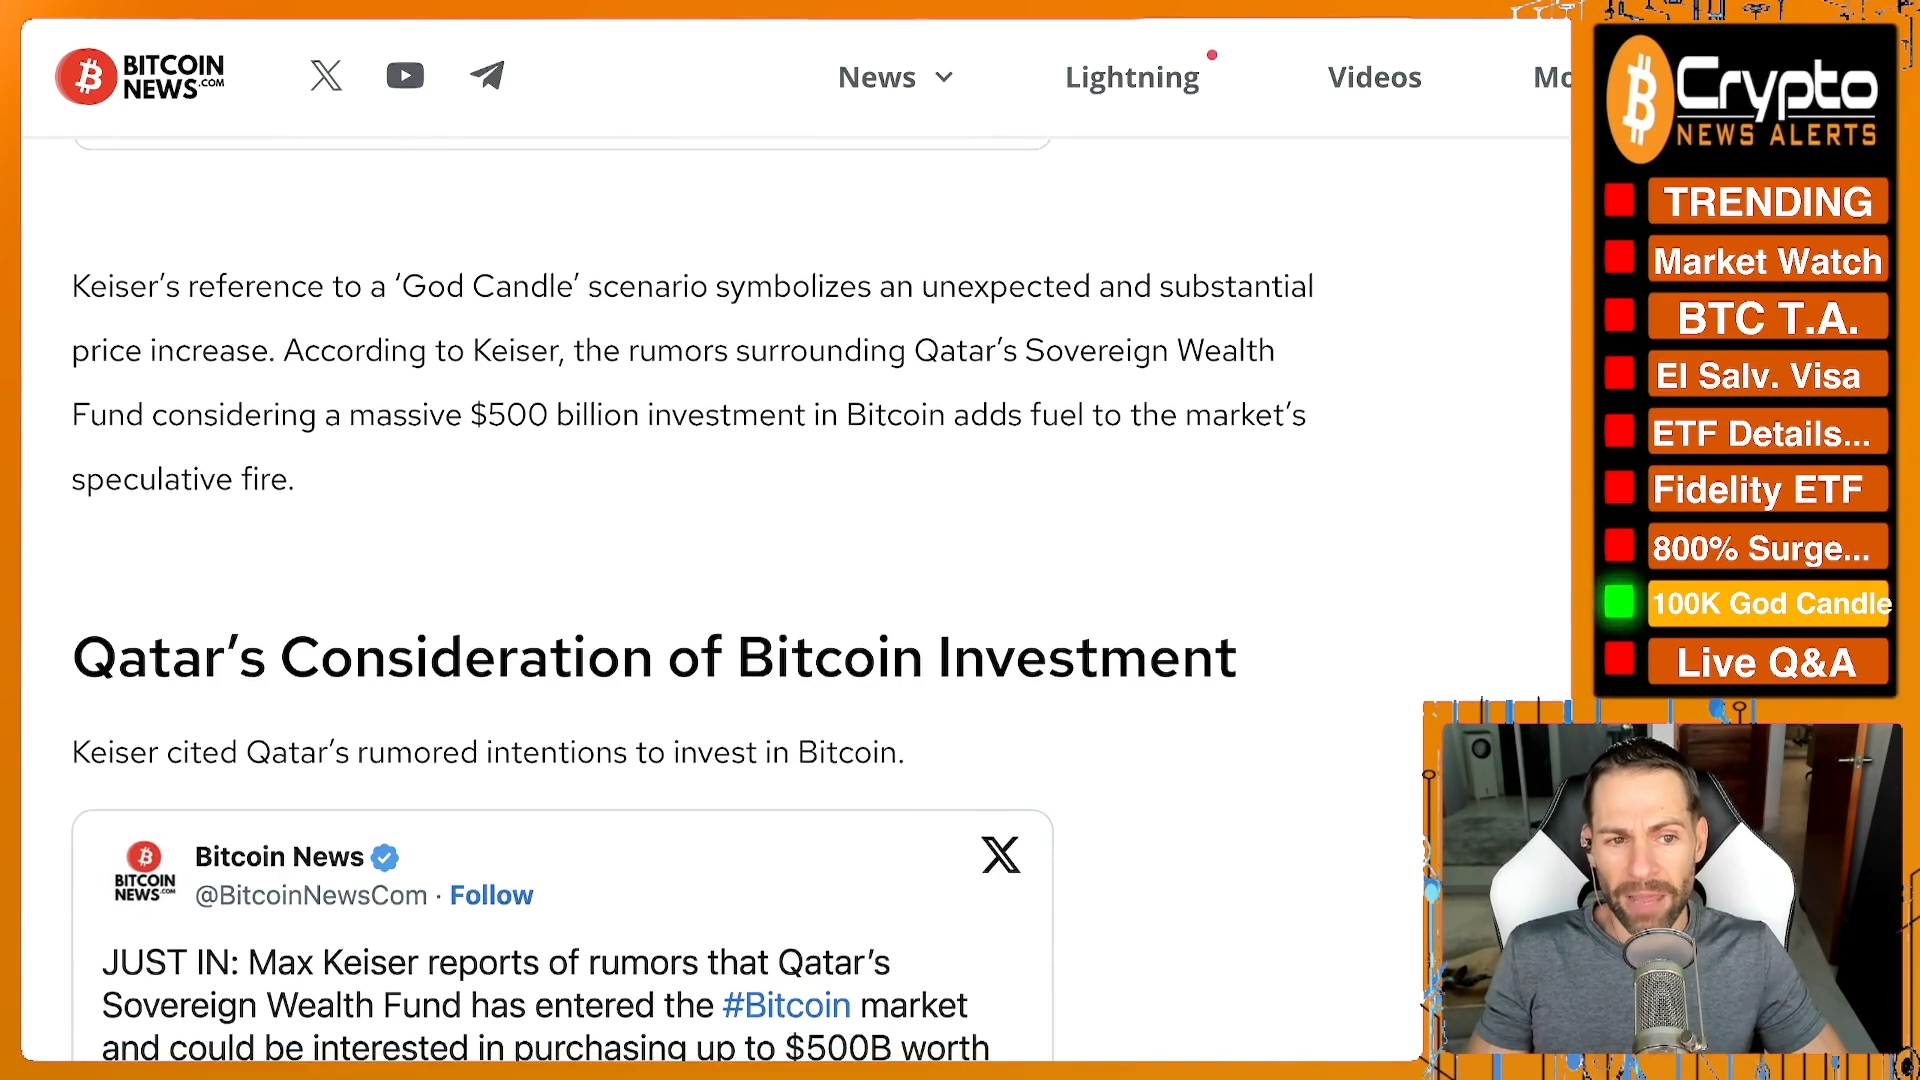 BITCOIN
NEWS.COM
News
Lightning
Videos
Mo
Keiser’s reference to a ‘God Candle’ scenario symbolizes an unexpected and substantial
price increase. According to Keiser, the rumors surrounding Qatar’s Sovereign Wealth
Fund considering a massive $500 billion investment in Bitcoin adds fuel to the market’s
speculative fire.
Qatar’s Consideration of Bitcoin Investment
Keiser cited Qatar’s rumored intentions to invest in Bitcoin.
BITCOIN
NEWS.COM
Bitcoin News
@BitcoinNewsCom · Follow
JUST IN: Max Keiser reports of rumors that Qatar’s
Sovereign Wealth Fund has entered the #Bitcoin market
and could be interested in purchasing up to $500B worth
Crypto
NEWS ALERTS
TRENDING
Market Watch
BTC T.A.
El Salv. Visa
ETF Details...
Fidelity ETF
800% Surge...
100K God Candle
Live Q&A